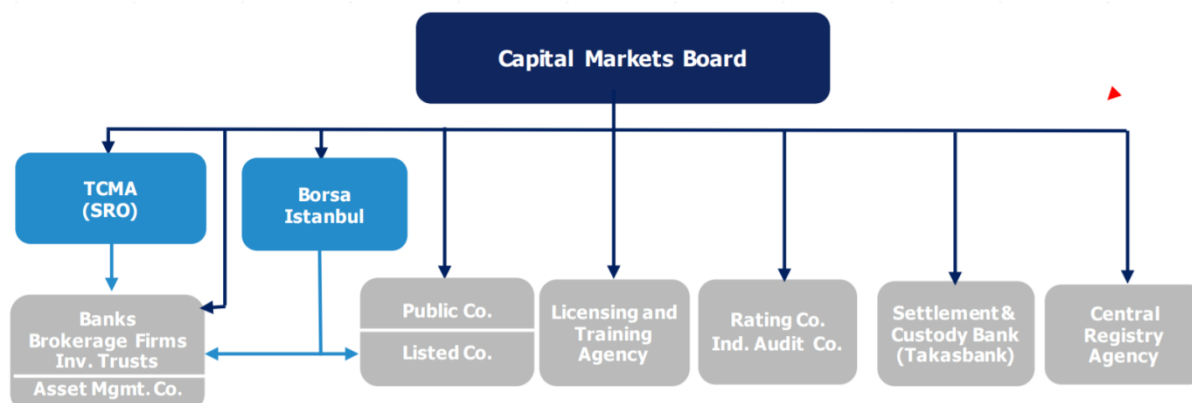 Capital Markets Board
TCMA
(SRO)
Borsa
Istanbul
Banks
Brokerage Firms
Inv. Trusts
Asset Mgmt. Co.
Public Co.
Listed Co.
Licensing and
Training
Agency
Rating Co.
Ind. Audit Co.
Settlement &
Custody Bank
(Takasbank)
Central
Registry
Agency